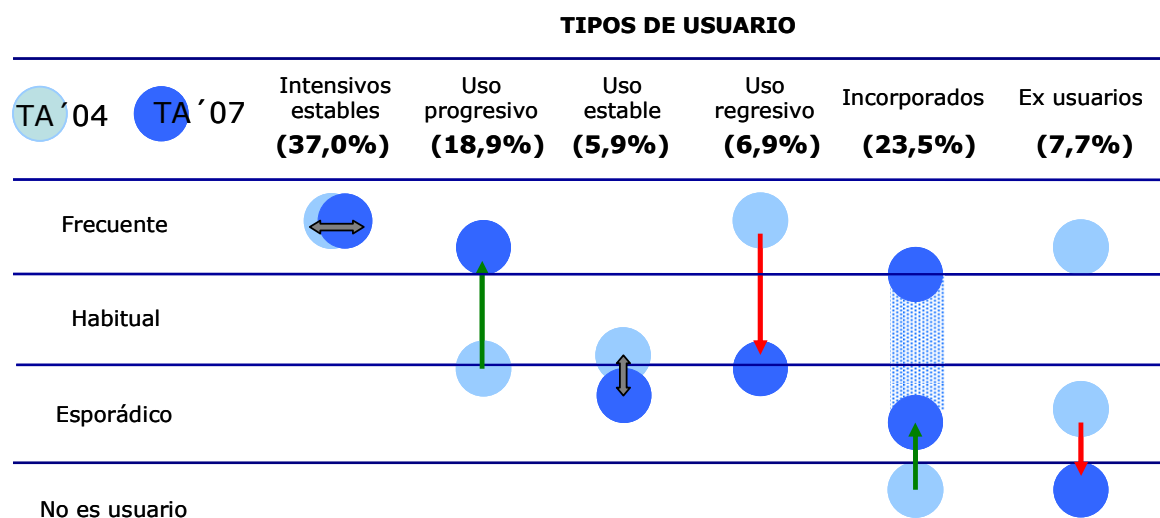 TIPOS DE USUARIO
TA´04
TA´07
Intensivos
estables
(37,0%)
Uso
progresivo
(18,9%)
Uso
estable
(5,9%)
Uso
regresivo
(6,9%)
Incorporados
(23,5%)
Ex usuarios
(7,7%)
Frecuente
Habitual
Esporádico
No es usuario